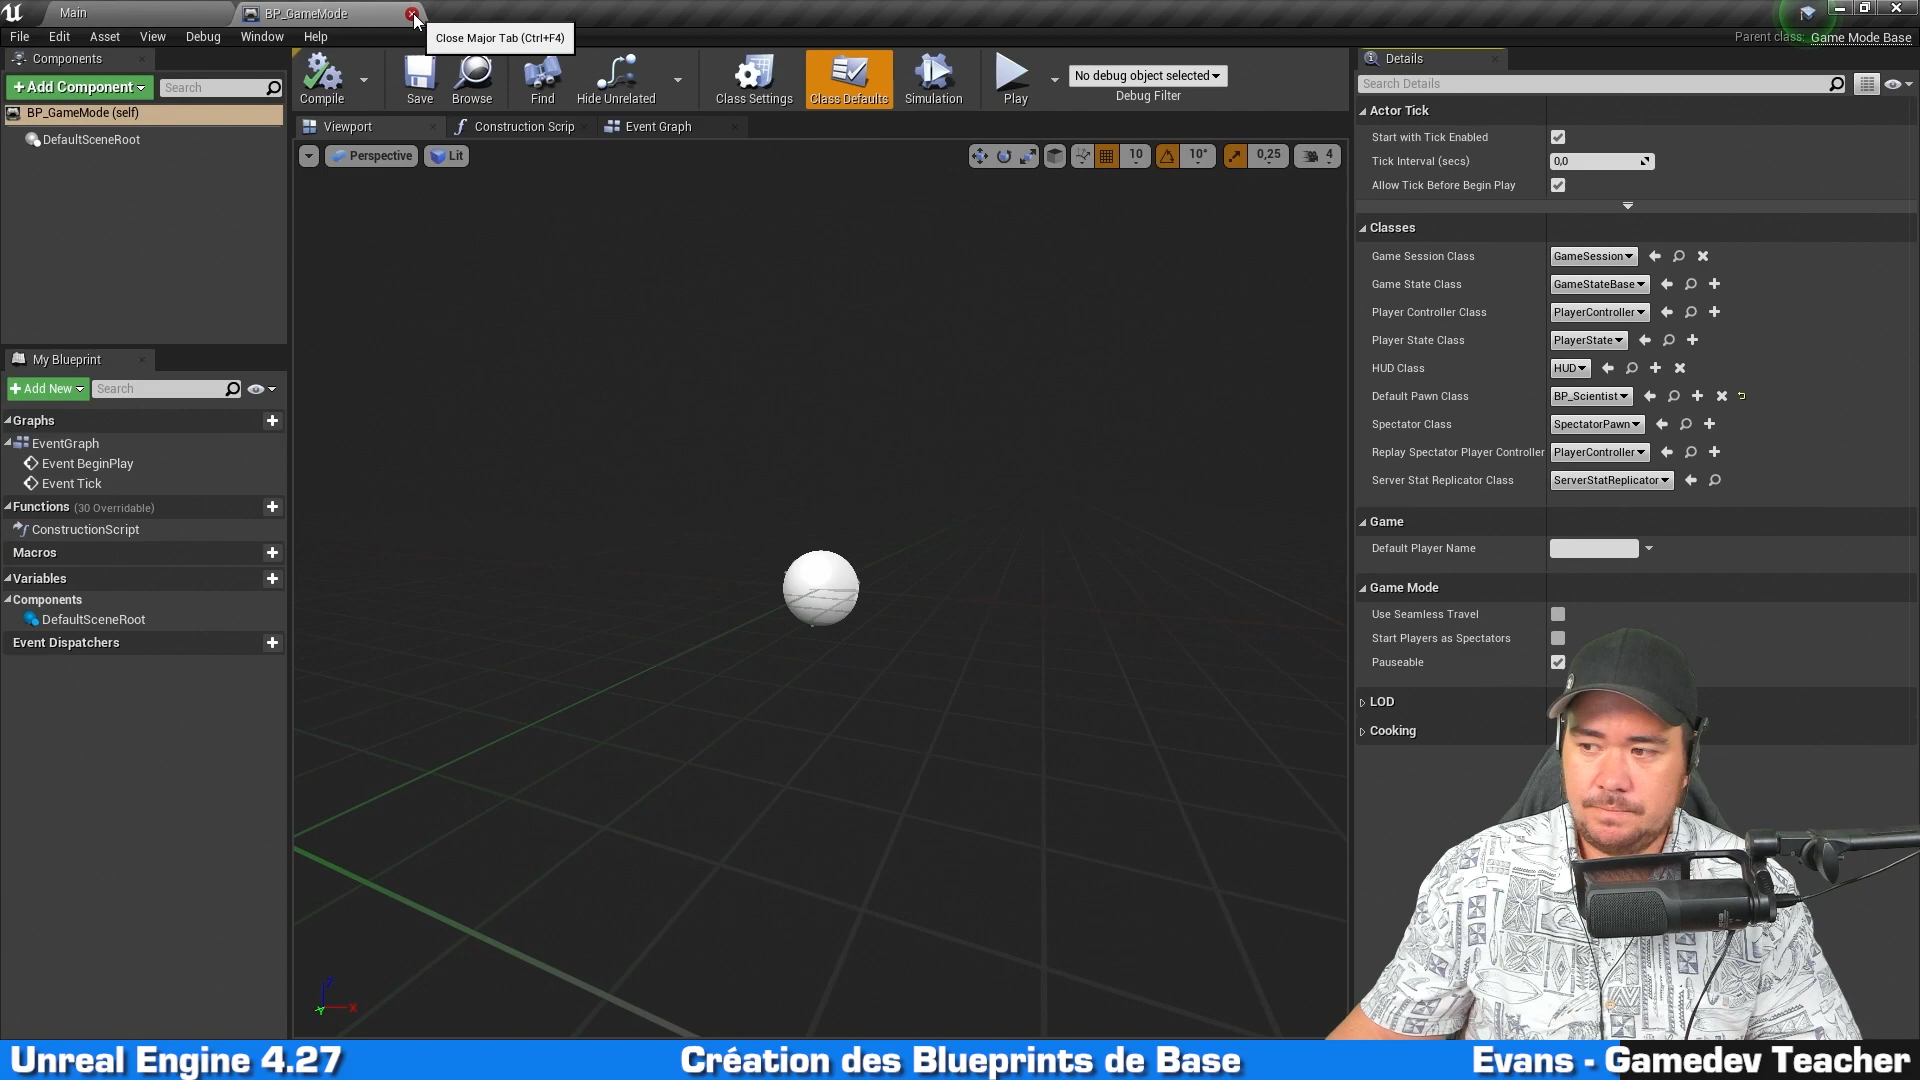 Main
BP_GameMode
Close Major Tab (Ctrl+F4)
File Edit Asset View Debug Window Help
Parent class: Game Mode Base
Components
+Add Component
Search
BP_GameMode (self)
DefaultSceneRoot
My Blueprint
+Add New
Search
Graphs
EventGraph
Event BeginPlay
Event Tick
Functions (30 Overridable)
ConstructionScript
Macros
Variables
Components
DefaultSceneRoot
Event Dispatchers
Compile
Save
Browse
Find
Hide Unrelated
Class Settings
Class Defaults
Simulation
Play
No debug object selected
Debug Filter
Viewport
Construction Scrip
Event Graph
Perspective
Lit
10
10°
0,25
4
Z
X
Y
Details
Search Details
Actor Tick
Start with Tick Enabled
Tick Interval (secs) 0,0
Allow Tick Before Begin Play
Classes
Game Session Class GameSession
Game State Class GameStateBase
Player Controller Class PlayerController
Player State Class PlayerState
HUD Class HUD
Default Pawn Class BP_Scientist
Spectator Class SpectatorPawn
Replay Spectator Player Controller PlayerController
Server Stat Replicator Class ServerStatReplicator
Game
Default Player Name
Game Mode
Use Seamless Travel
Start Players as Spectators
Pauseable
LOD
Cooking
Unreal Engine 4.27
Création des Blueprints de Base
Evans - Gamedev Teacher